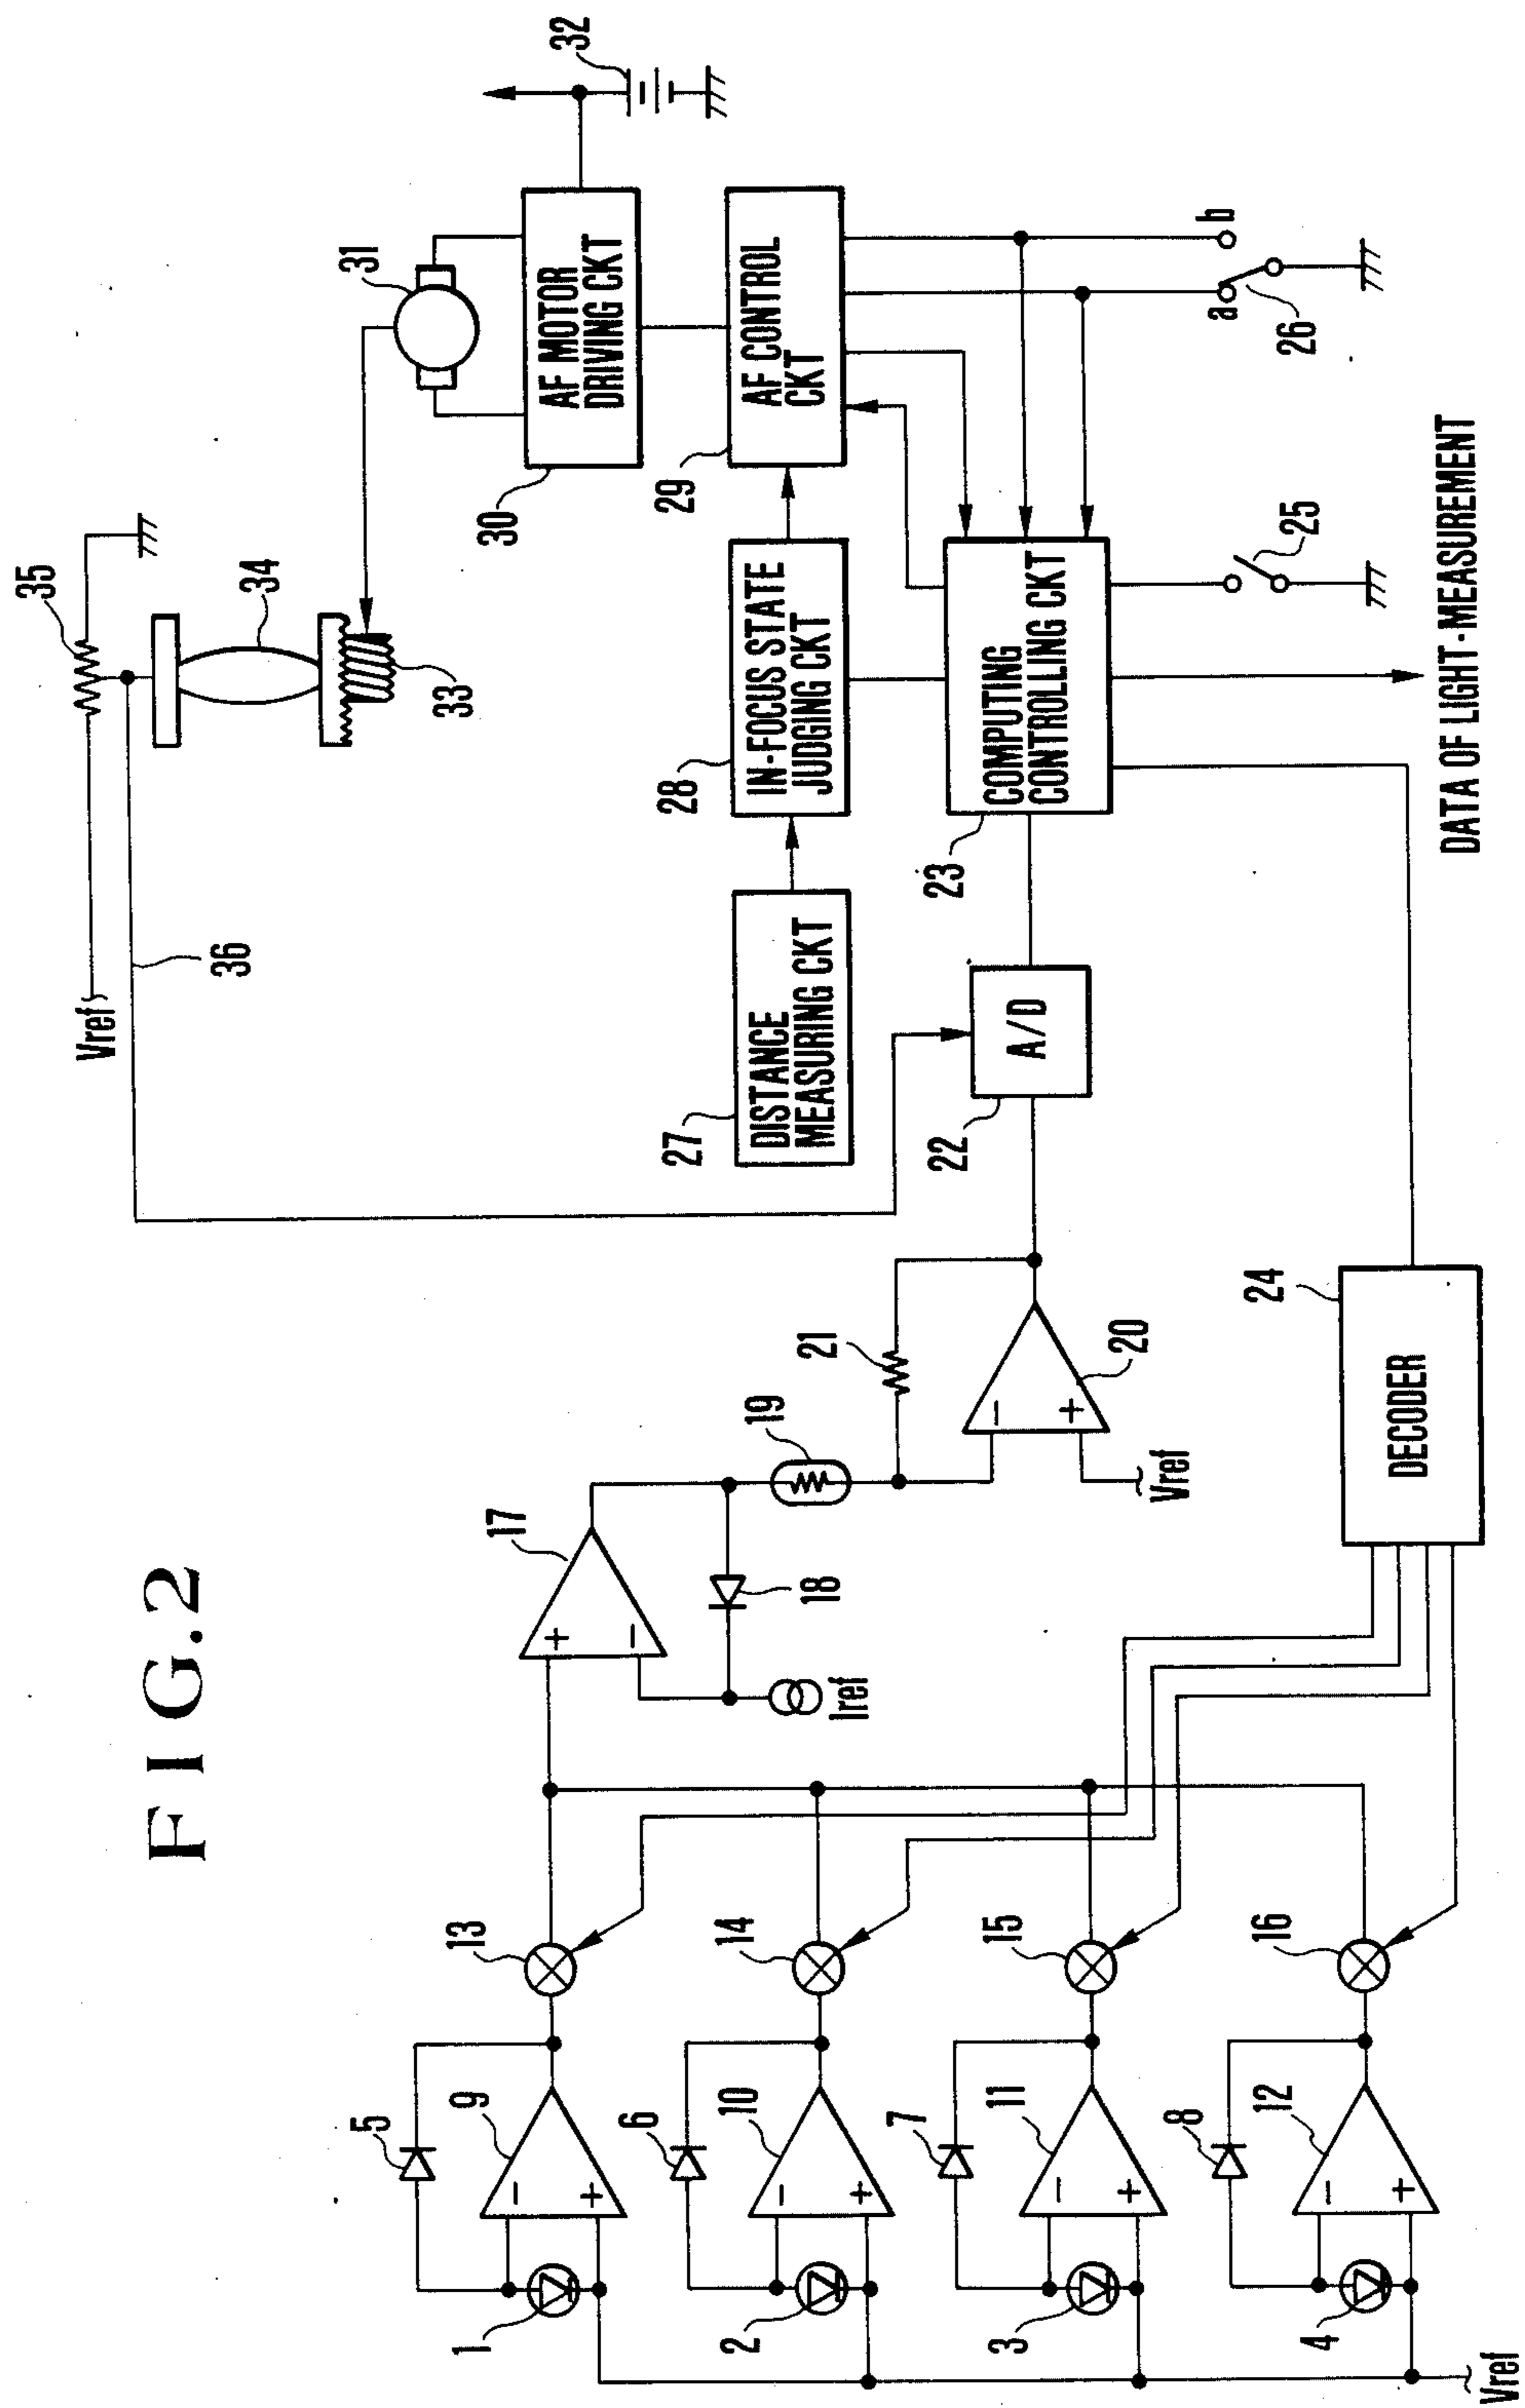 FIG.2
Vref
35
36
34
33
31
32
30
AF MOTOR
DRIVING CKT
27
DISTANCE
MEASURING CKT
28
IN-FOCUS STATE
JUDGING CKT
29
AF CONTROL
CKT
5
9
1
-
+
13
17
+
-
18
Iref
19
21
20
-
+
Vref
22
A/D
23
COMPUTING
CONTROLLING CKT
25
a
b
26
6
10
2
-
+
14
7
11
3
-
+
15
8
12
4
-
+
16
Vref
24
DECODER
DATA OF LIGHT-MEASUREMENT